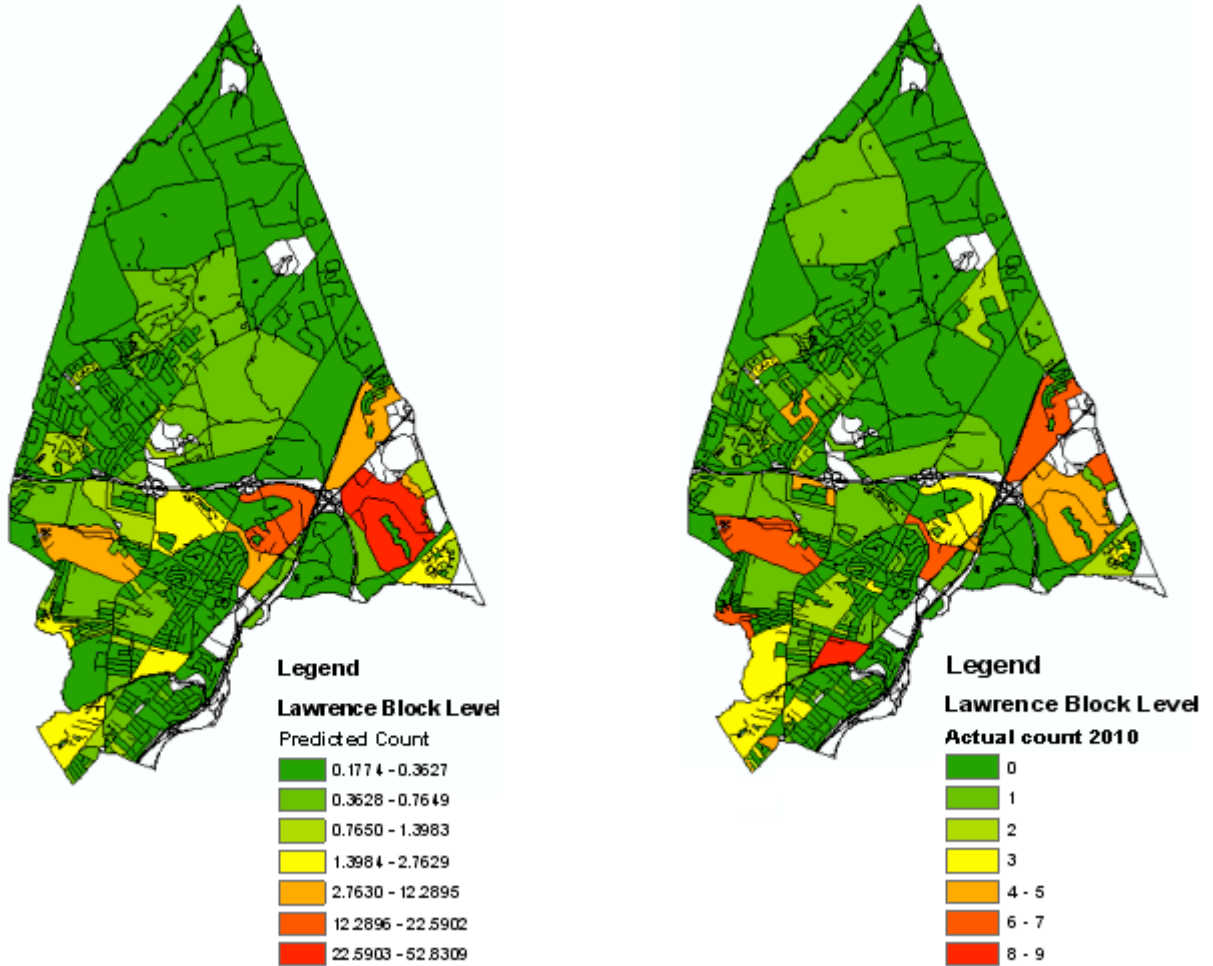 Legend
Lawrence Block Level
Predicted Count
0.1774 - 0.3627
0.3628 - 0.7649
0.7650 - 1.3983
1.3984 - 2.7629
2.7630 - 12.2895
12.2896 - 22.5902
22.5903 - 52.8309
Legend
Lawrence Block Level
Actual count 2010
0
1
2
3
4 - 5
6 - 7
8 - 9